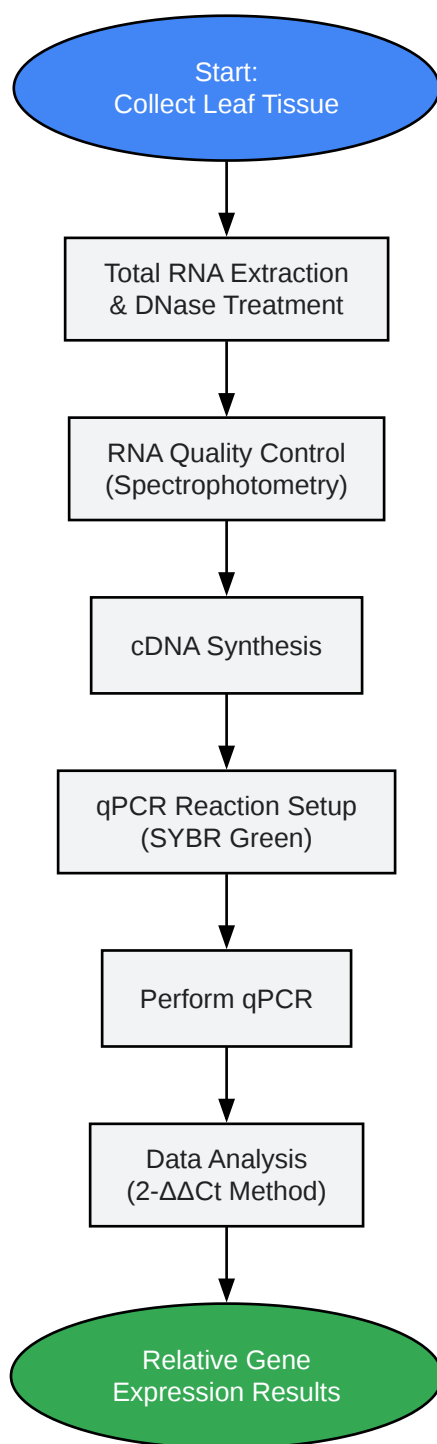 Start:
Collect Leaf Tissue
Total RNA Extraction
& DNase Treatment
RNA Quality Control
(Spectrophotometry)
cDNA Synthesis
qPCR Reaction Setup
(SYBR Green)
Perform qPCR
Data Analysis
(2-ΔΔCt Method)
Relative Gene
Expression Results